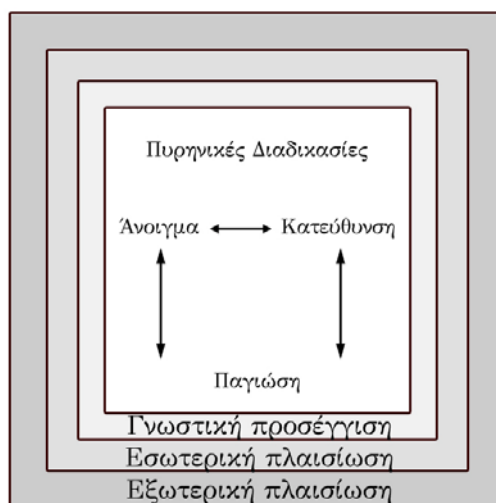 Πυρηνικές Διαδικασίες
Άνοιγμα Κατεύθυνση
Παγιώση
Γνωστική προσέγγιση
Εσωτερική πλαισίωση
Εξωτερική πλαισίωση